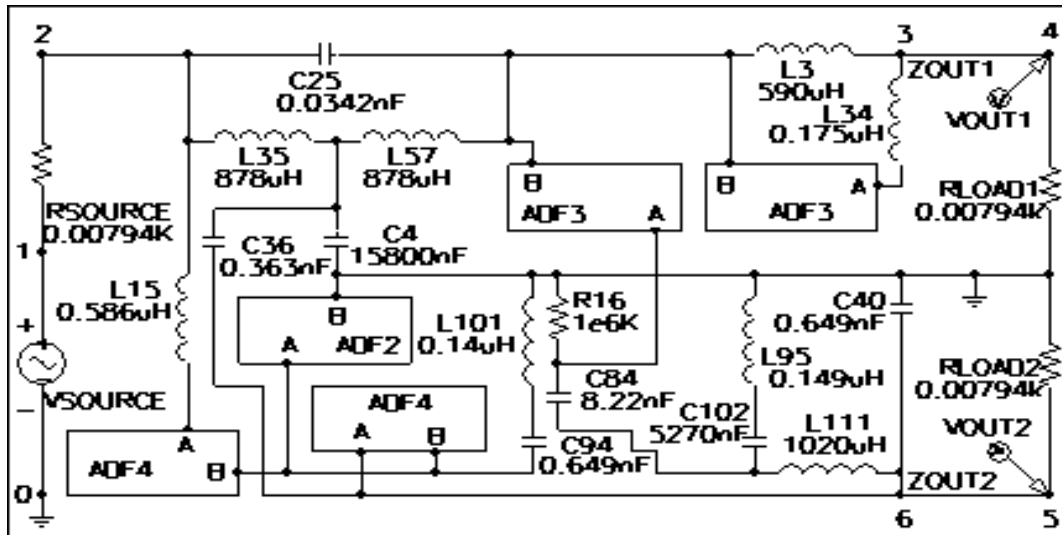 2
3
4
C25
0.0342nF
L3
590uH
ZOUT1
L34
0.175uH
VOUT1
L35
878uH
L57
878uH
B
ADF3
A
B
A
ADF3
RSOURCE
0.00794K
RLOAD1
0.00794K
1
C36
0.363nF
C4
15800nF
L15
0.586uH
+
B
A
ADF2
L101
0.14uH
R16
1e6K
C40
0.649nF
L95
0.149uH
RLOAD2
0.00794K
-
VSOURCE
ADF4
A
B
C84
8.22nF
C102
5270nF
L111
1020uH
VOUT2
A
ADF4
B
C94
0.649nF
ZOUT2
0
6
5